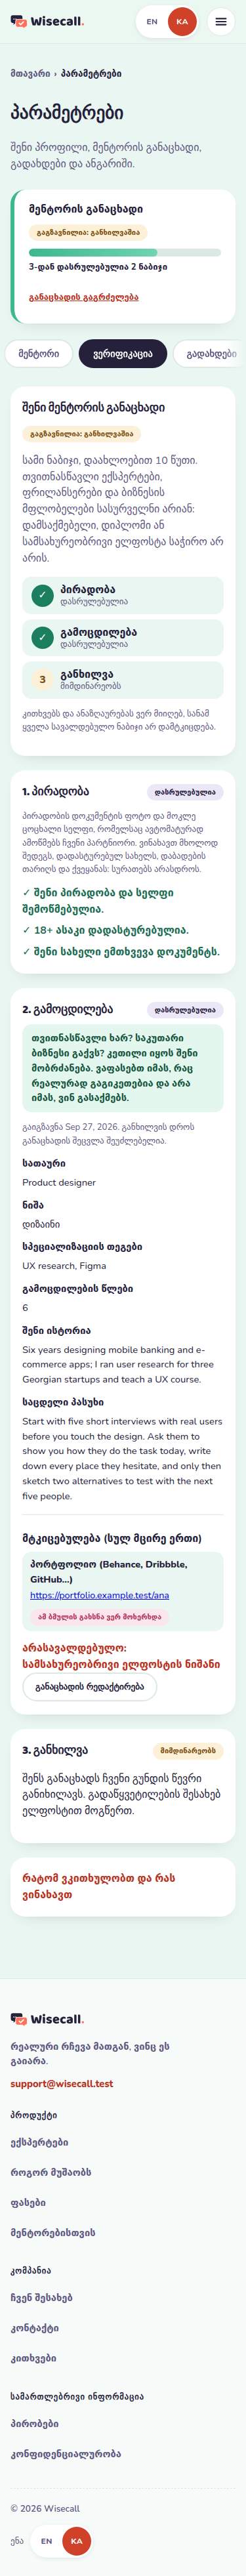 Wisecall.
EN
KA
მთავარი › პარამეტრები
პარამეტრები
შენი პროფილი, მენტორის განაცხადი,
გადახდები და ანგარიში.
მენტორის განაცხადი
გაგზავნილია: განხილვაშია
3-დან დასრულებულია 2 ნაბიჯი
განაცხადის გაგრძელება
მენტორი
ვერიფიკაცია
გადახდები
შენი მენტორის განაცხადი
გაგზავნილია: განხილვაშია
სამი ნაბიჯი, დაახლოებით 10 წუთი.
თვითნასწავლი ექსპერტები,
ფრილანსერები და ბიზნესის
მფლობელები სასურველნი არიან:
დამსაქმებელი, დიპლომი ან
სამსახურეობრივი ელფოსტა საჭირო არ
არის.
✓
პირადობა
დასრულებულია
✓
გამოცდილება
დასრულებულია
3
განხილვა
მიმდინარეობს
კითხვებს და ანაზღაურებას ვერ მიიღებ, სანამ
ყველა სავალდებულო ნაბიჯი არ დამტკიცდება.
1. პირადობა
დასრულებულია
პირადობის დოკუმენტის ფოტო და მოკლე
ცოცხალი სელფი, რომელსაც ავტომატურად
ამოწმებს ჩვენი პარტნიორი. ვინახავთ მხოლოდ
შედეგს, დადასტურებულ სახელს, დაბადების
თარიღს და ქვეყანას: სურათებს არასდროს.
✓ შენი პირადობა და სელფი
შემოწმებულია.
✓ 18+ ასაკი დადასტურებულია.
✓ შენი სახელი ემთხვევა დოკუმენტს.
2. გამოცდილება
დასრულებულია
თვითნასწავლი ხარ? საკუთარი
ბიზნესი გაქვს? კეთილი იყოს შენი
მობრძანება. ვაფასებთ იმას, რაც
რეალურად გაგიკეთებია და არა
იმას, ვინ გასაქმებს.
გაიგზავნა Sep 27, 2026. განხილვის დროს
განაცხადის შეცვლა შეუძლებელია.
სათაური
Product designer
ნიშა
დიზაინი
სპეციალიზაციის თეგები
UX research, Figma
გამოცდილების წლები
6
შენი ისტორია
Six years designing mobile banking and e-
commerce apps; I ran user research for three
Georgian startups and teach a UX course.
საცდელი პასუხი
Start with five short interviews with real users
before you touch the design. Ask them to
show you how they do the task today, write
down every place they hesitate, and only then
sketch two alternatives to test with the next
five people.
მტკიცებულება (სულ მცირე ერთი)
პორტფოლიო (Behance, Dribbble,
GitHub...)
https://portfolio.example.test/ana
ამ ბმულის გახსნა ვერ მოხერხდა
არასავალდებულო:
სამსახურეობრივი ელფოსტის ნიშანი
განაცხადის რედაქტირება
3. განხილვა
მიმდინარეობს
შენს განაცხადს ჩვენი გუნდის წევრი
განიხილავს. გადაწყვეტილების შესახებ
ელფოსტით მოგწერთ.
რატომ ვკითხულობთ და რას
ვინახავთ
Wisecall.
რეალური რჩევა მათგან, ვინც ეს
გაიარა.
support@wisecall.test
პროდუქტი
ექსპერტები
როგორ მუშაობს
ფასები
მენტორებისთვის
კომპანია
ჩვენ შესახებ
კონტაქტი
კითხვები
სამართლებრივი ინფორმაცია
პირობები
კონფიდენციალურობა
© 2026 Wisecall
ენა
EN
KA